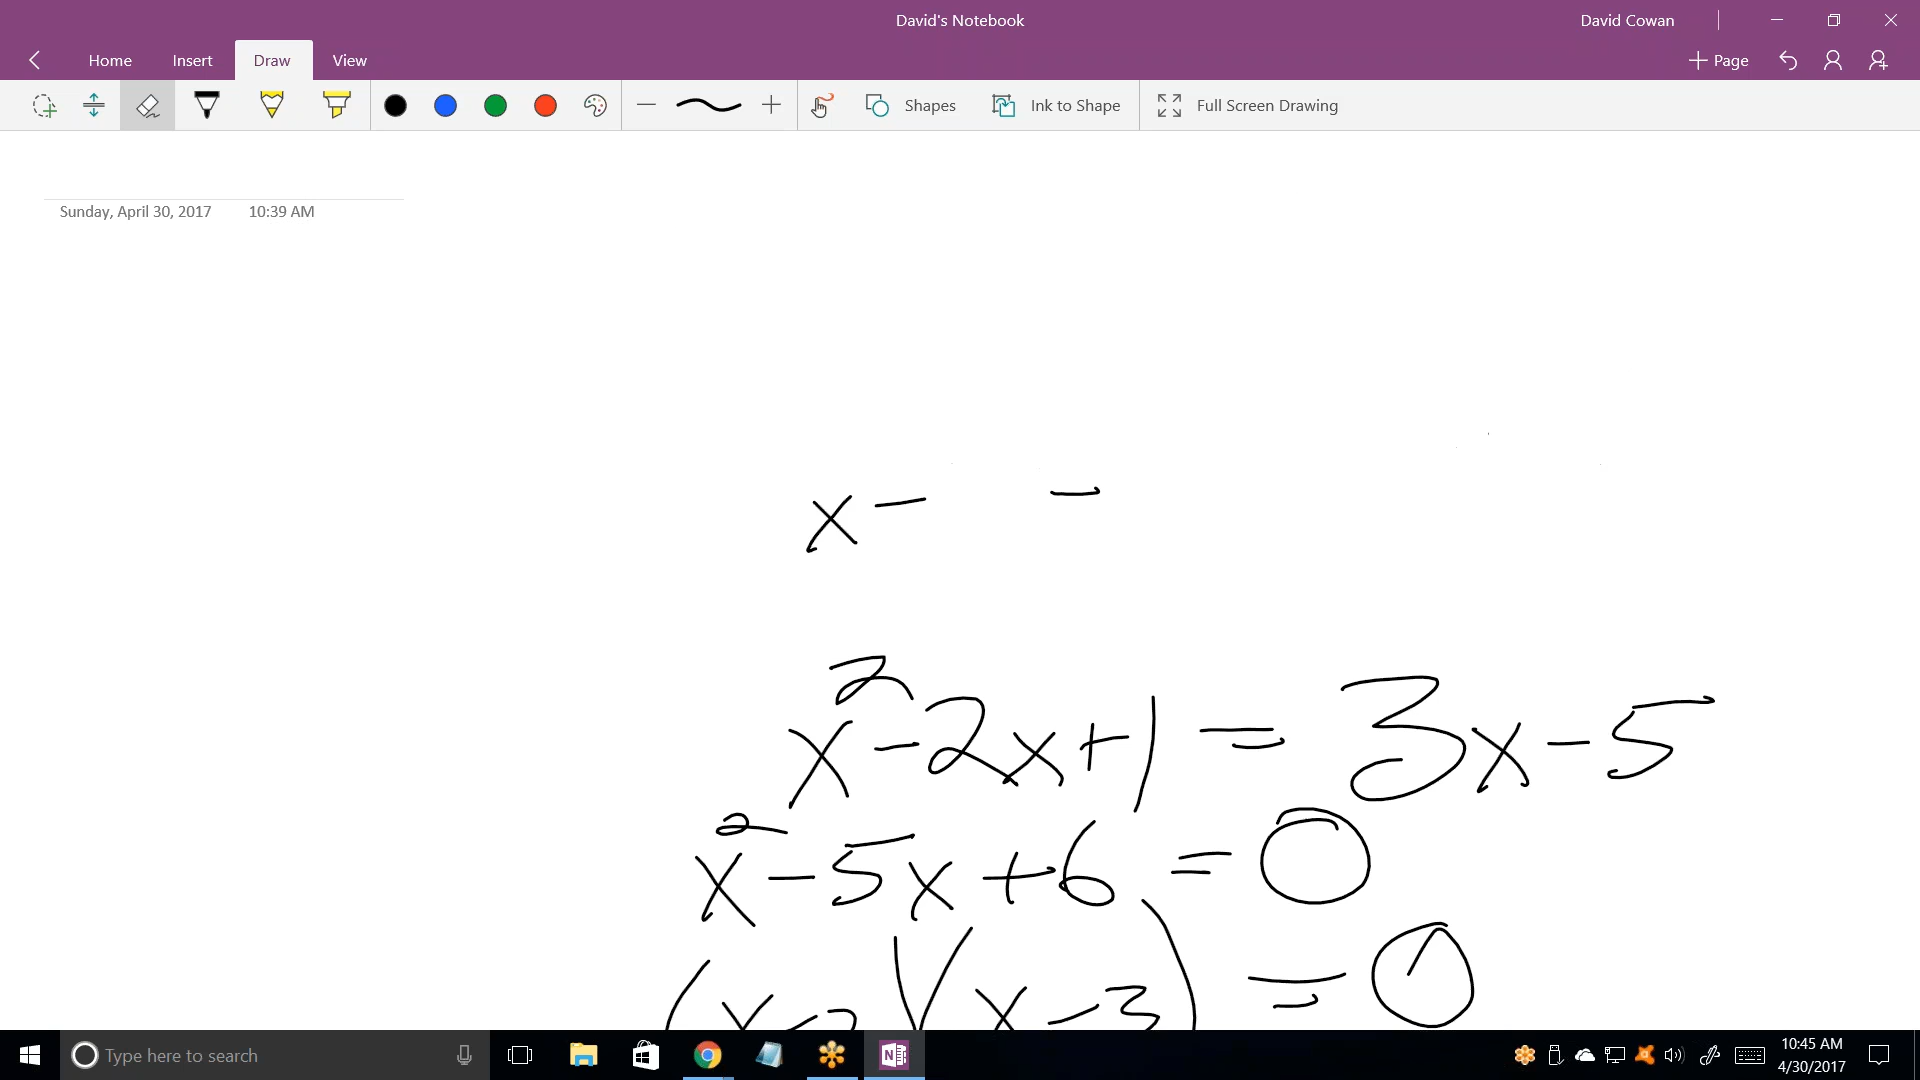 David's Notebook
David Cowan
Home Insert Draw View
Page
Shapes Ink to Shape Full Screen Drawing
Sunday, April 30, 2017 10:39 AM
x - -
x² - 2x + 1 = 3x - 5
x² - 5x + 6 = 0
(x - 2)(x - 3) = 0
Type here to search
N
10:45 AM
4/30/2017